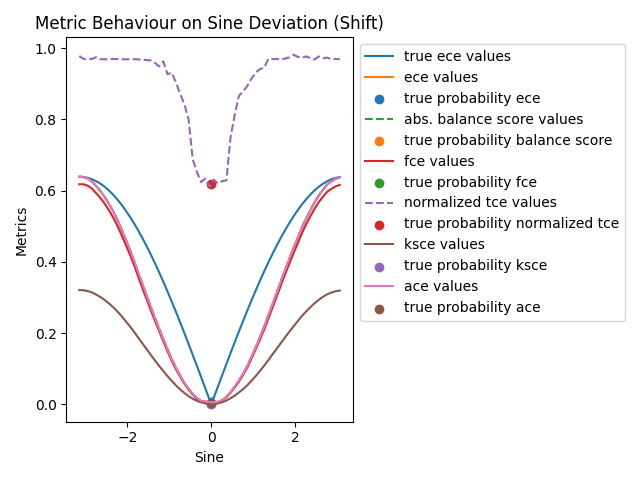 Metric Behaviour on Sine Deviation (Shift)
1.0
0.8
0.6
0.4
0.2
0.0
Metrics
−2
0
2
Sine
true ece values
ece values
true probability ece
abs. balance score values
true probability balance score
fce values
true probability fce
normalized tce values
true probability normalized tce
ksce values
true probability ksce
ace values
true probability ace